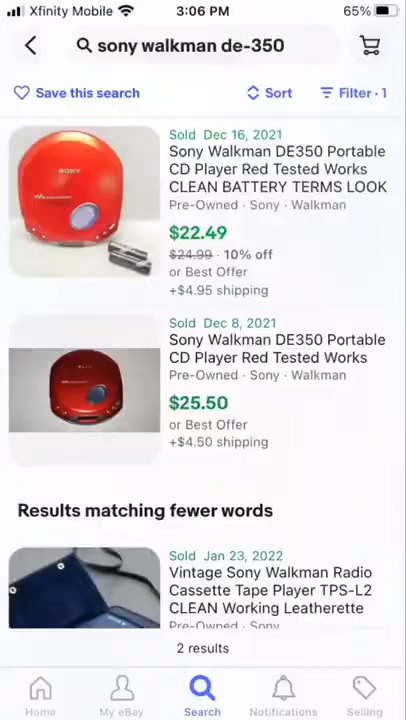 Xfinity Mobile 3:06 PM 65%
sony walkman de-350
Save this search Sort Filter · 1
SONY
Sold Dec 16, 2021
Sony Walkman DE350 Portable
CD Player Red Tested Works
CLEAN BATTERY TERMS LOOK
Pre-Owned · Sony · Walkman
$22.49
$24.99 · 10% off
or Best Offer
+$4.95 shipping
Sold Dec 8, 2021
Sony Walkman DE350 Portable
CD Player Red Tested Works
Pre-Owned · Sony · Walkman
$25.50
or Best Offer
+$4.50 shipping
Results matching fewer words
Sold Jan 23, 2022
Vintage Sony Walkman Radio
Cassette Tape Player TPS-L2
CLEAN Working Leatherette
Pre-Owned · Sony
2 results
Home My eBay Search Notifications Selling